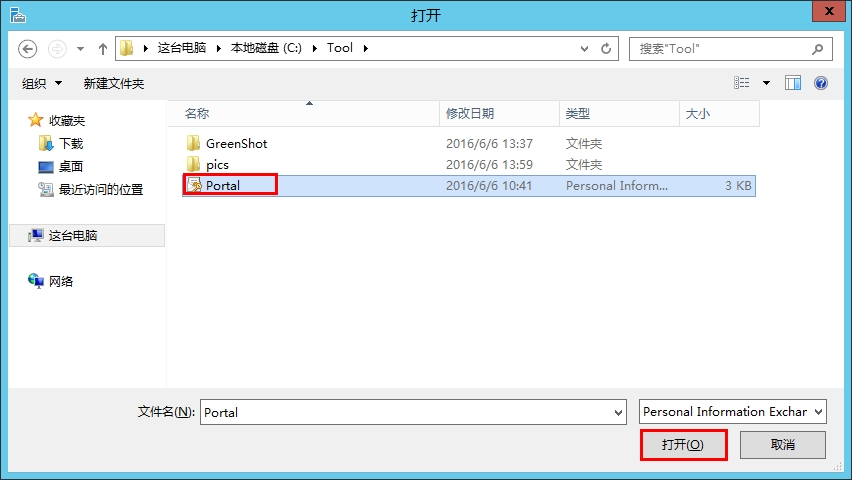 打开
这台电脑 本地磁盘 (C:) Tool
搜索"Tool"
组织 新建文件夹
名称 修改日期 类型 大小
收藏夹
下载
桌面
最近访问的位置
这台电脑
网络
GreenShot 2016/6/6 13:37 文件夹
pics 2016/6/6 13:59 文件夹
Portal 2016/6/6 10:41 Personal Inform... 3 KB
文件名(N): Portal Personal Information Exchar
打开(O) 取消